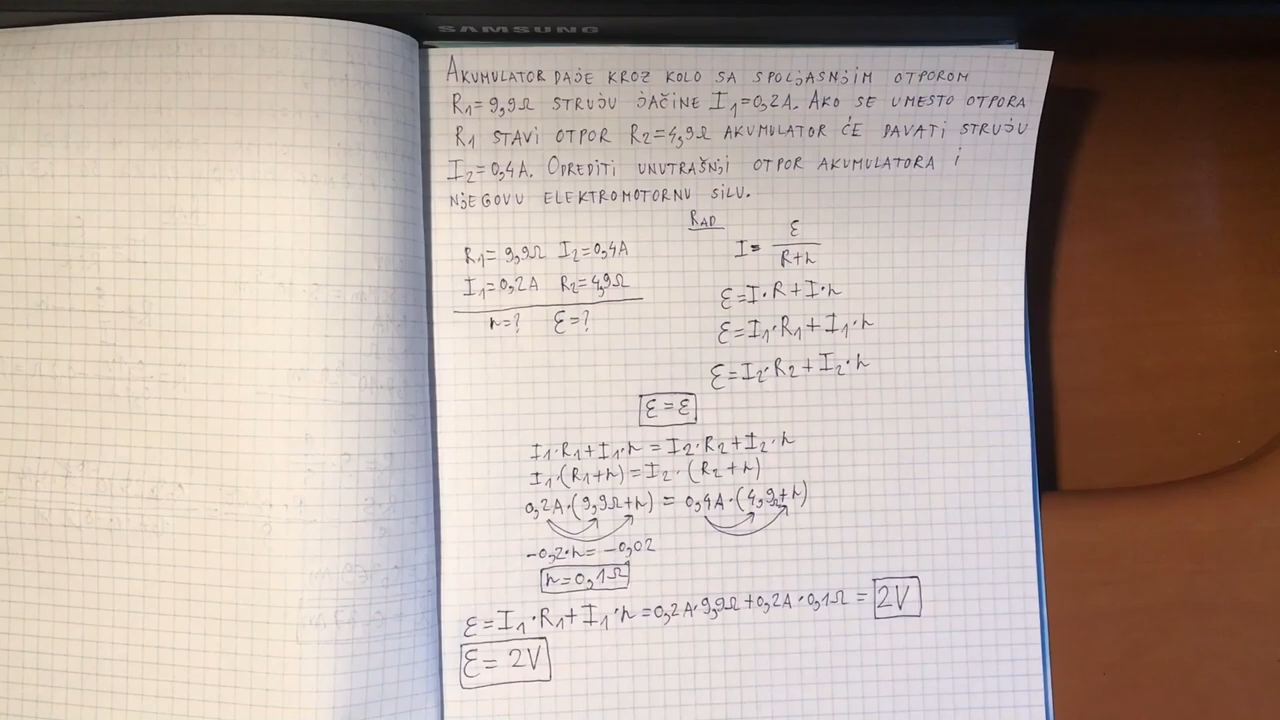 SAMSUNG
AKUMULATOR DAJE KROZ KOLO SA SPOLJASNJIM OTPOROM
R1=9,9Ω STRUJU JAČINE I1=0,2A. AKO SE UMESTO OTPORA
R1 STAVI OTPOR R2=4,9Ω AKUMULATOR ĆE DAVATI STRUJU
I2=0,4A. ODREDITI UNUTRAŠNJI OTPOR AKUMULATORA I
NJEGOVU ELEKTROMOTORNU SILU.
RAD
R1=9,9Ω I2=0,4A
I1=0,2A R2=4,9Ω
r=? ε=?
I= ε/(R+r)
ε=I·R+I·r
ε=I1·R1+I1·r
ε=I2·R2+I2·r
ε=ε
I1·R1+I1·r=I2·R2+I2·r
I1·(R1+r)=I2·(R2+r)
0,2A·(9,9Ω+r)=0,4A·(4,9Ω+r)
-0,2·r=-0,02
r=0,1Ω
ε=I1·R1+I1·r=0,2A·9,9Ω+0,2A·0,1Ω=2V
ε=2V